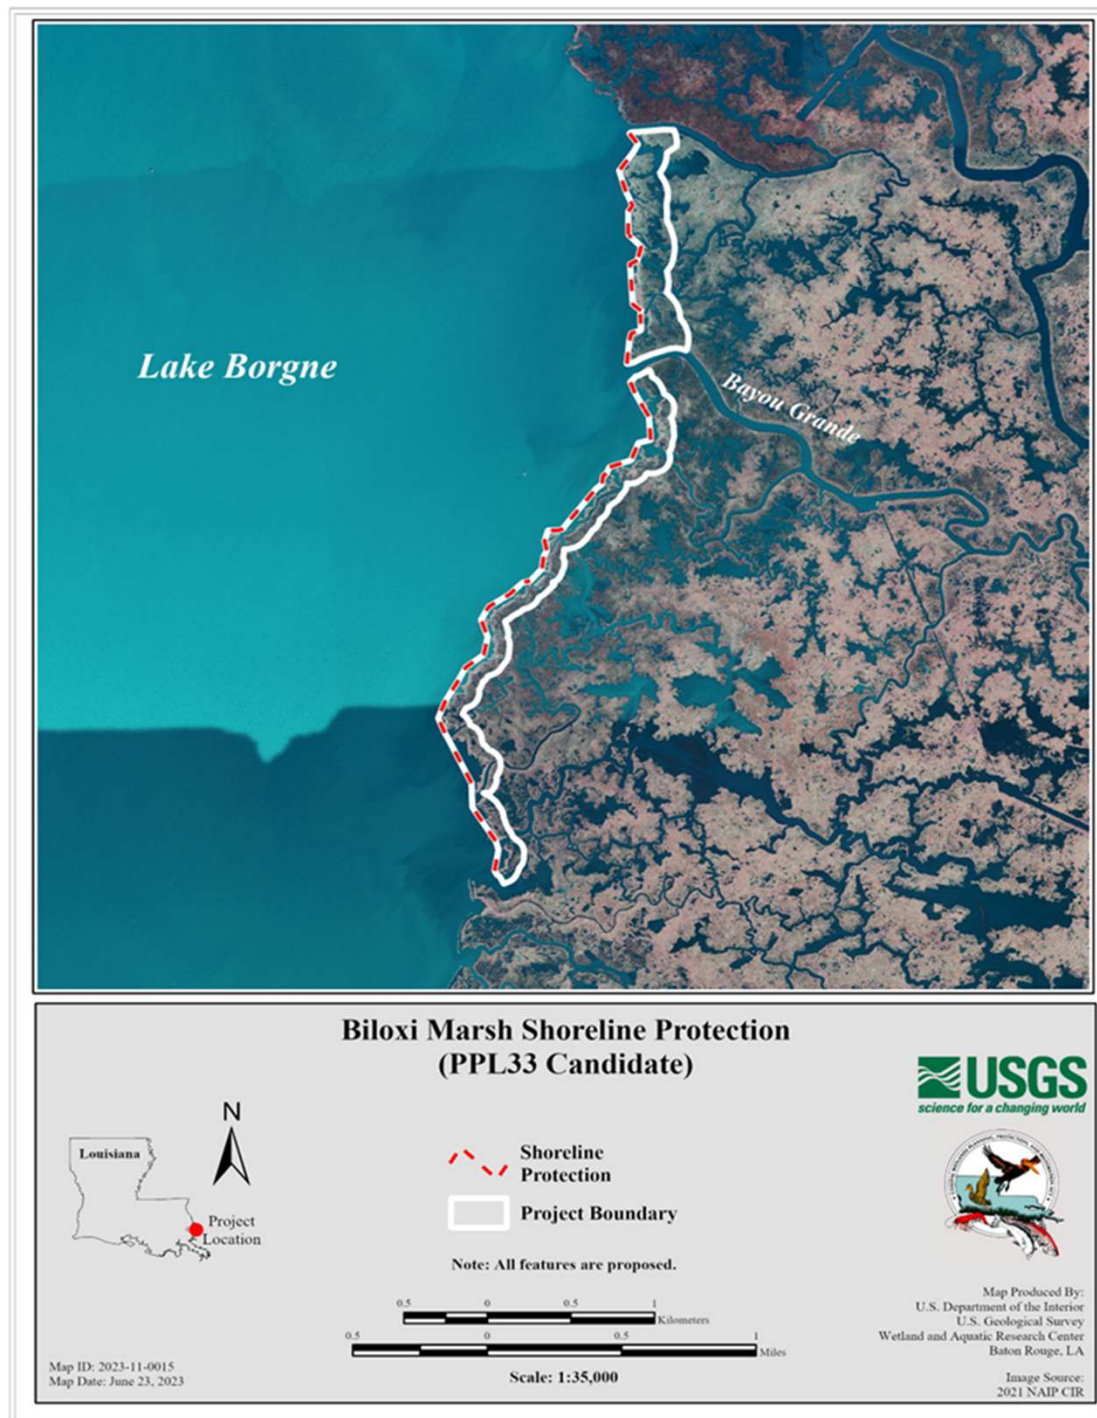 Lake Borgne
Bayou Grande
Biloxi Marsh Shoreline Protection
(PPL33 Candidate)
USGS
science for a changing world
N
Louisiana
Project
Location
Shoreline
Protection
Project Boundary
Note: All features are proposed.
0.5 0 0.5 1
Kilometers
0.5 0 0.5 1
Miles
Scale: 1:35,000
Map ID: 2023-11-0015
Map Date: June 23, 2023
Map Produced By:
U.S. Department of the Interior
U.S. Geological Survey
Wetland and Aquatic Research Center
Baton Rouge, LA
Image Source:
2021 NAIP CIR